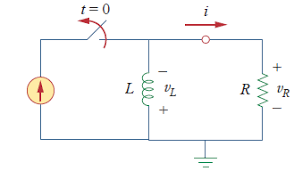 t = 0
i
− +
L v_L R v_R
+ −